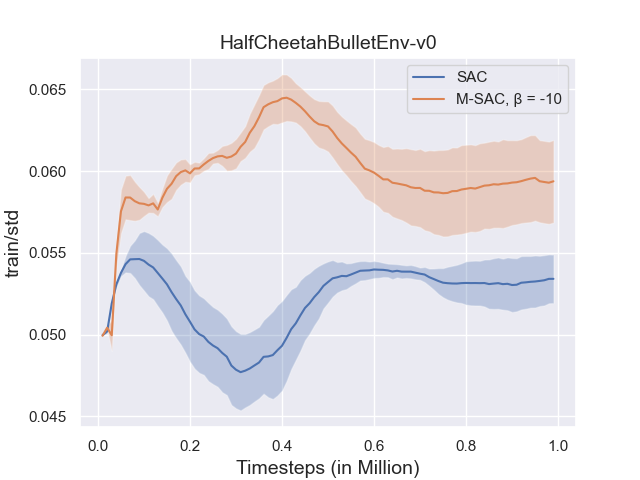 HalfCheetahBulletEnv-v0
SAC
M-SAC, β = -10
train/std
0.065
0.060
0.055
0.050
0.045
0.0
0.2
0.4
0.6
0.8
1.0
Timesteps (in Million)